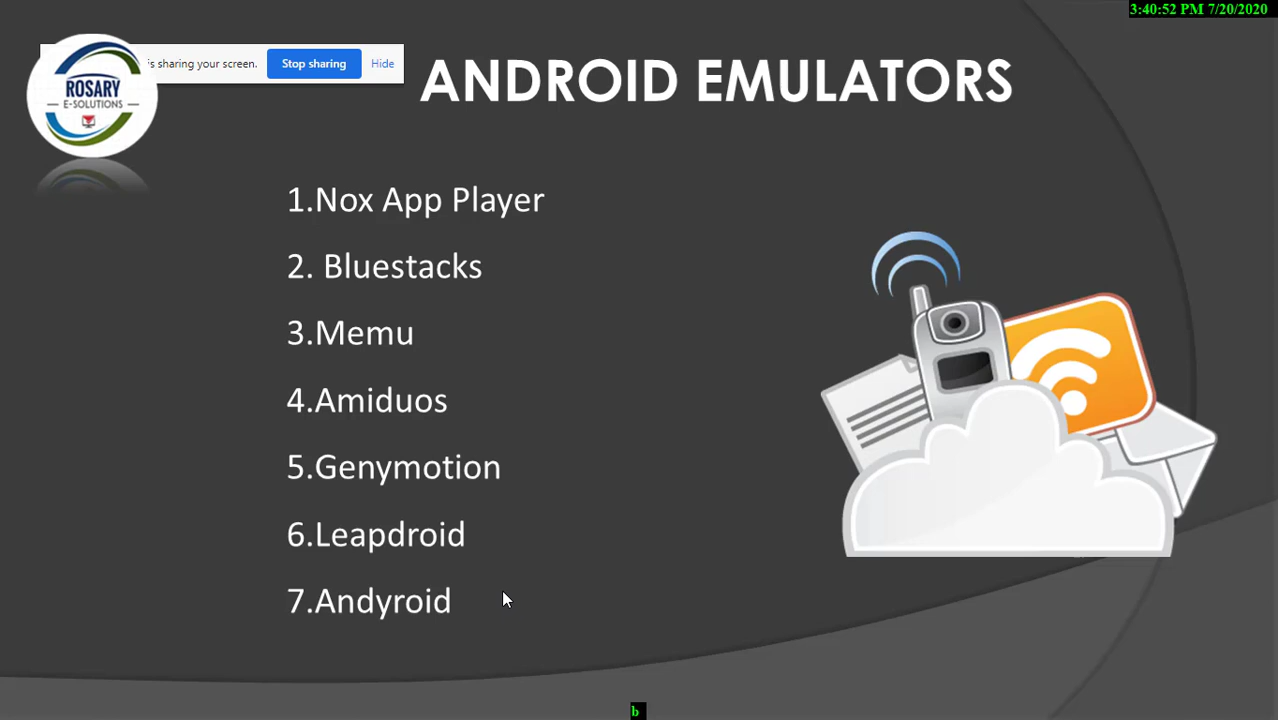 3:40:52 PM 7/20/2020
is sharing your screen. Stop sharing Hide
ROSARY
E-SOLUTIONS
ANDROID EMULATORS
1.Nox App Player
2. Bluestacks
3.Memu
4.Amiduos
5.Genymotion
6.Leapdroid
7.Andyroid
b